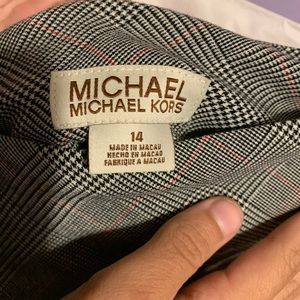 MICHAEL
MICHAEL KORS
14
MADE IN MACAU
HECHO EN MACAO
FABRIQUE A MACAU